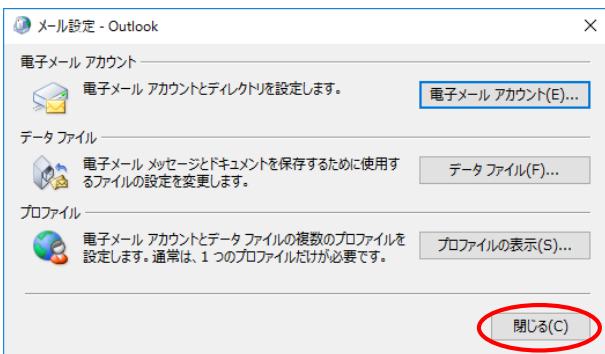 メール設定 - Outlook
電子メール アカウント
電子メール アカウントとディレクトリを設定します。
電子メール アカウント(E)...
データ ファイル
電子メール メッセージとドキュメントを保存するために使用す
るファイルの設定を変更します。
データ ファイル(F)...
プロファイル
電子メール アカウントとデータ ファイルの複数のプロファイルを
設定します。通常は、1 つのプロファイルだけが必要です。
プロファイルの表示(S)...
閉じる(C)